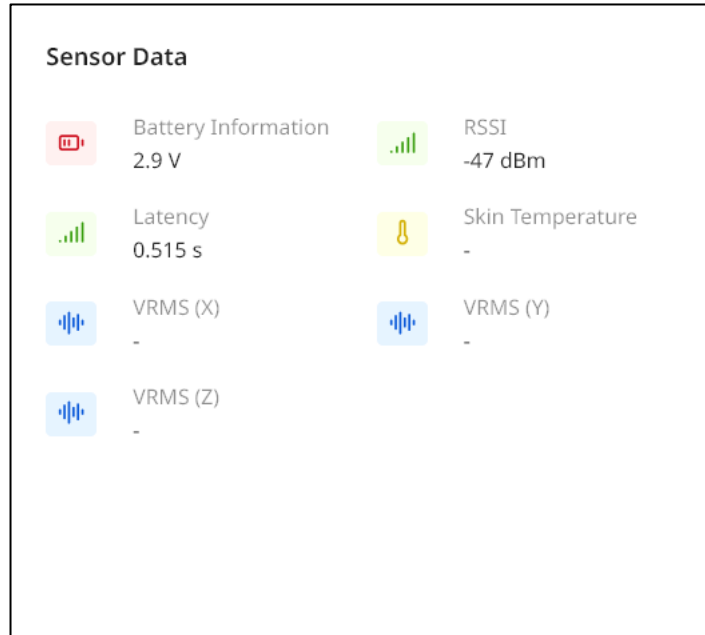 Sensor Data
Battery Information
2.9 V
RSSI
-47 dBm
Latency
0.515 s
Skin Temperature
-
VRMS (X)
-
VRMS (Y)
-
VRMS (Z)
-